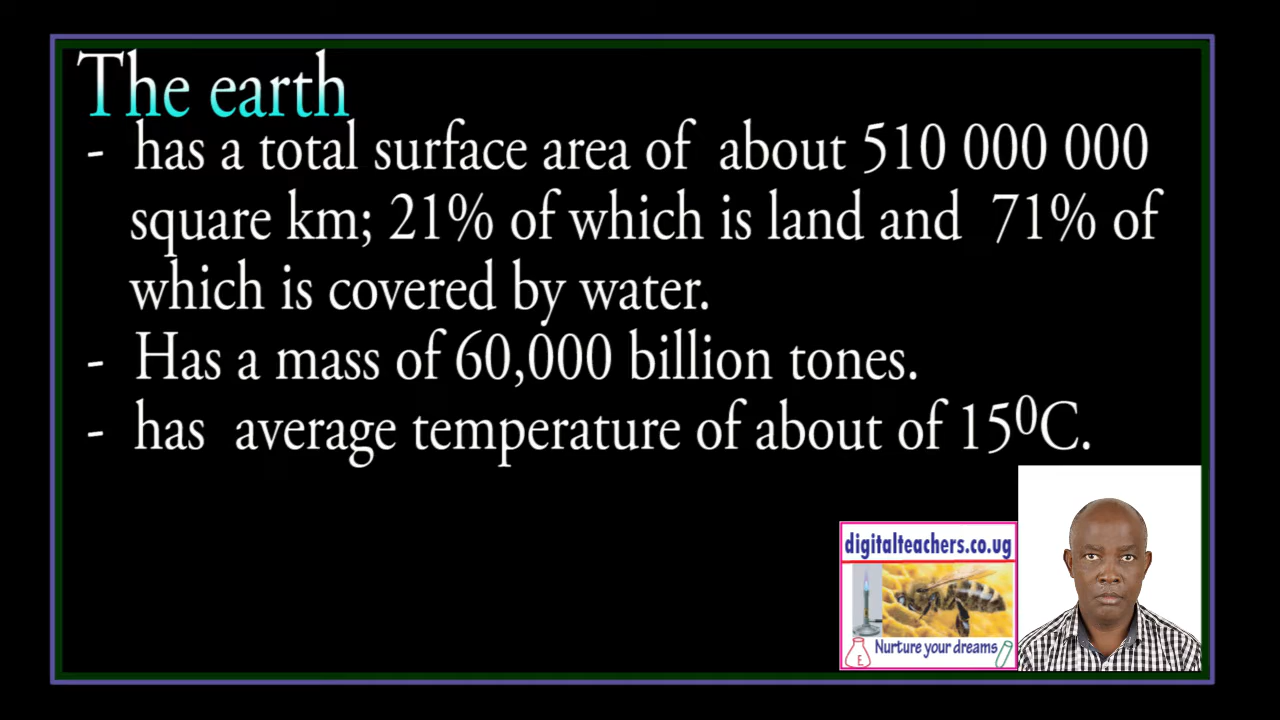 The earth
- has a total surface area of about 510 000 000
square km; 21% of which is land and 71% of
which is covered by water.
- Has a mass of 60,000 billion tones.
- has average temperature of about of 15⁰C.
digitalteachers.co.ug
Nurture your dreams
E